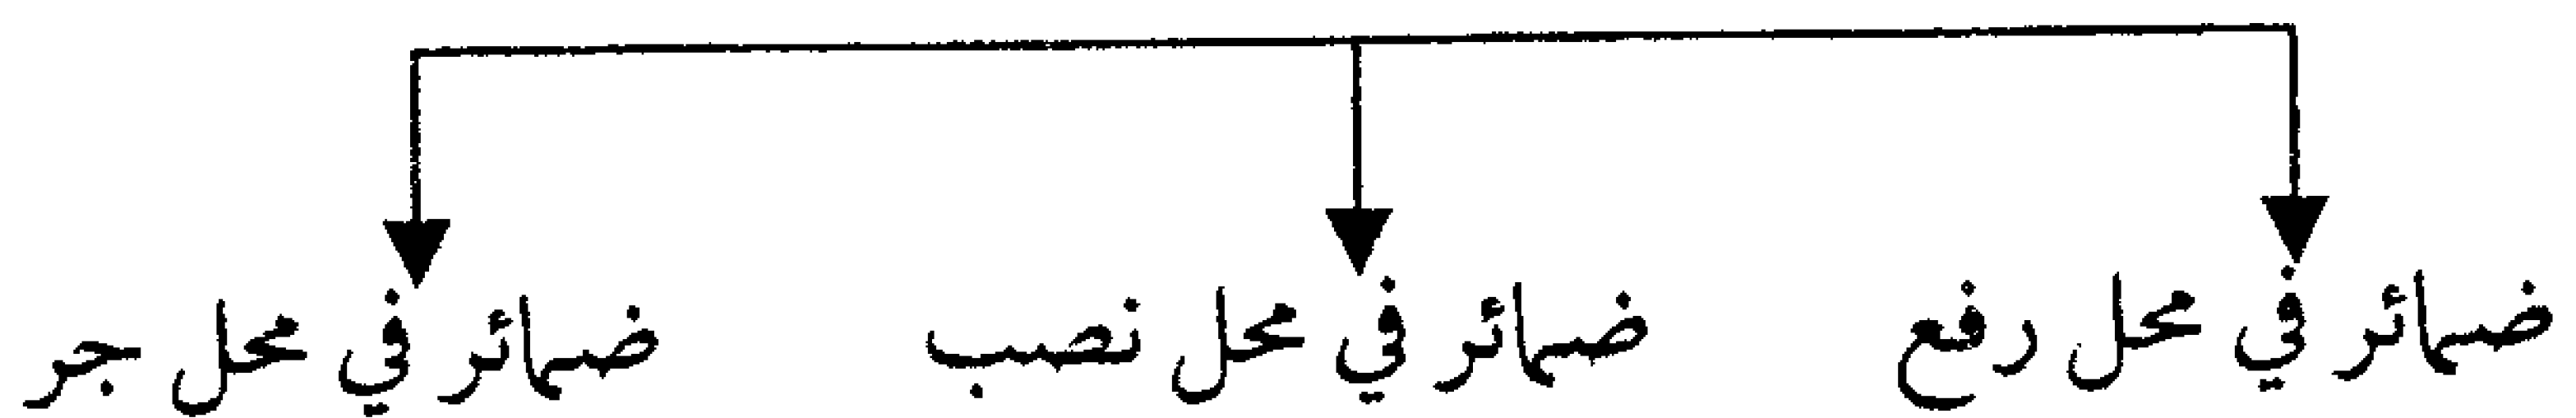 ضمائر في محل رفع ضمائر في محل نصب ضمائر في محل جر